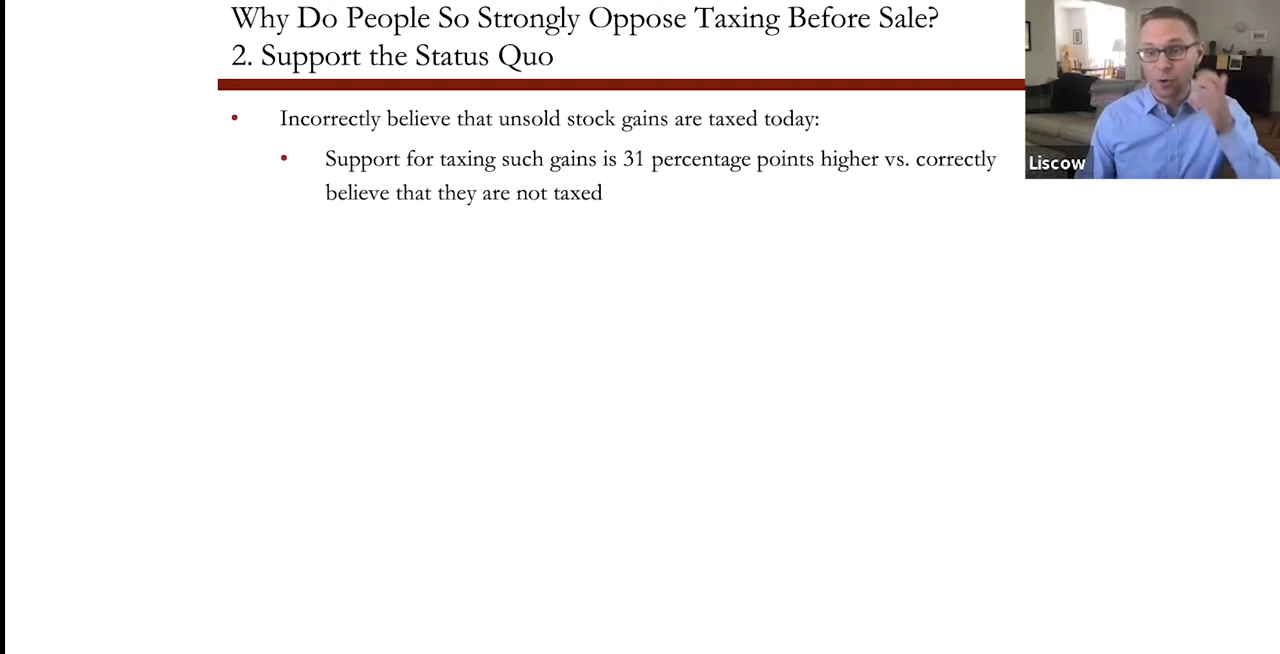 Why Do People So Strongly Oppose Taxing Before Sale?
2. Support the Status Quo
• Incorrectly believe that unsold stock gains are taxed today:
• Support for taxing such gains is 31 percentage points higher vs. correctly
believe that they are not taxed
Liscow